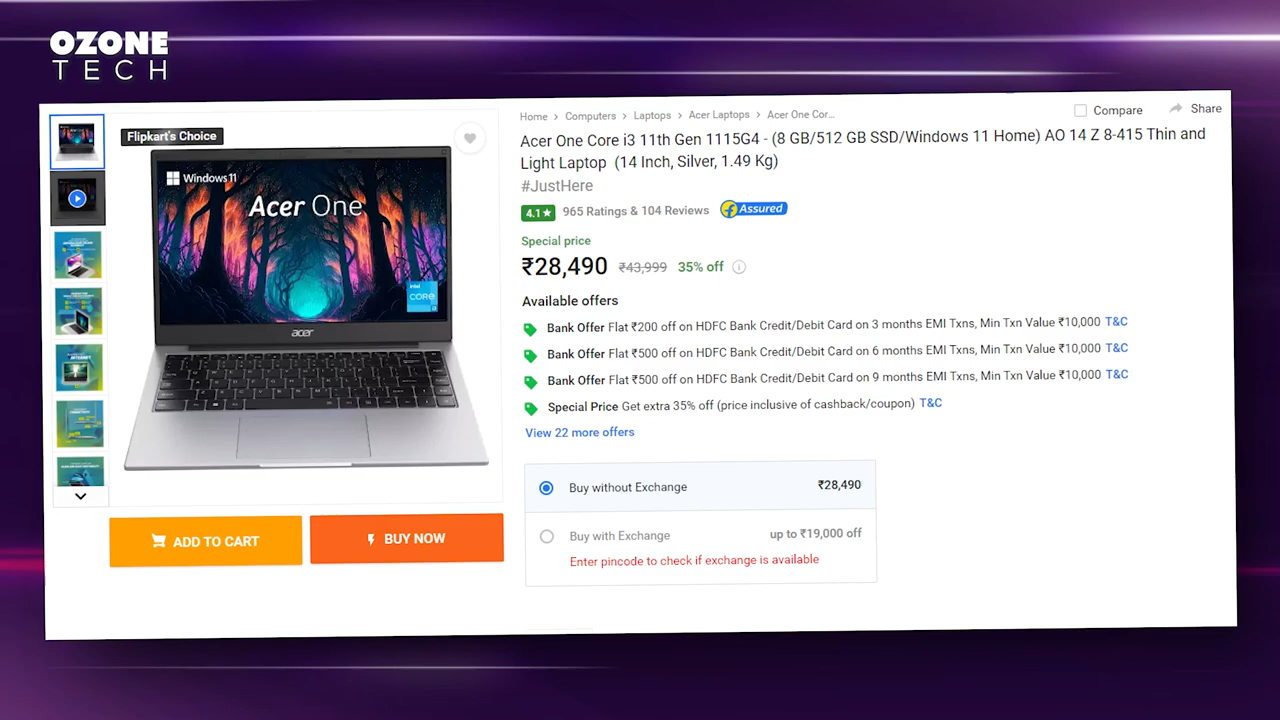 OZONE
TECH
Home > Computers > Laptops > Acer Laptops > Acer One Cor...
Compare
Share
Flipkart's Choice
Windows 11
Acer One
intel
CORE
acer
Acer One Core i3 11th Gen 1115G4 - (8 GB/512 GB SSD/Windows 11 Home) AO 14 Z 8-415 Thin and
Light Laptop (14 Inch, Silver, 1.49 Kg)
#JustHere
4.1★ 965 Ratings & 104 Reviews Assured
Special price
₹28,490 ₹43,999 35% off
Available offers
Bank Offer Flat ₹200 off on HDFC Bank Credit/Debit Card on 3 months EMI Txns, Min Txn Value ₹10,000 T&C
Bank Offer Flat ₹500 off on HDFC Bank Credit/Debit Card on 6 months EMI Txns, Min Txn Value ₹10,000 T&C
Bank Offer Flat ₹500 off on HDFC Bank Credit/Debit Card on 9 months EMI Txns, Min Txn Value ₹10,000 T&C
Special Price Get extra 35% off (price inclusive of cashback/coupon) T&C
View 22 more offers
Buy without Exchange ₹28,490
Buy with Exchange up to ₹19,000 off
Enter pincode to check if exchange is available
ADD TO CART
BUY NOW